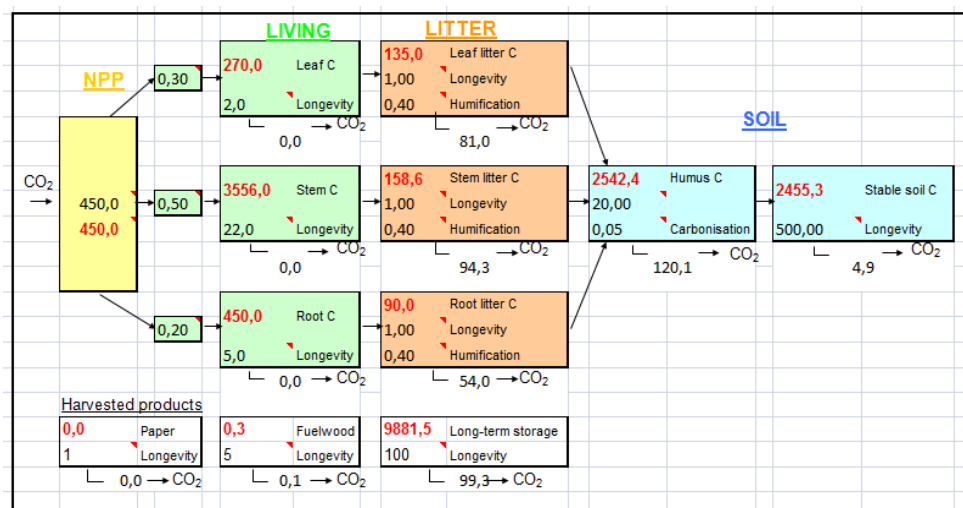 LIVING
LITTER
NPP
SOIL
0,30
270,0 Leaf C
2,0 Longevity
0,0 CO2
135,0 Leaf litter C
1,00 Longevity
0,40 Humification
81,0 CO2
CO2
450,0
450,0
0,50
3556,0 Stem C
22,0 Longevity
0,0 CO2
158,6 Stem litter C
1,00 Longevity
0,40 Humification
94,3 CO2
2542,4 Humus C
20,00
0,05 Carbonisation
120,1 CO2
2455,3 Stable soil C
500,00 Longevity
4,9 CO2
0,20
450,0 Root C
5,0 Longevity
0,0 CO2
90,0 Root litter C
1,00 Longevity
0,40 Humification
54,0 CO2
Harvested products
0,0 Paper
1 Longevity
0,0 CO2
0,3 Fuelwood
5 Longevity
0,1 CO2
9881,5 Long-term storage
100 Longevity
99,3 CO2